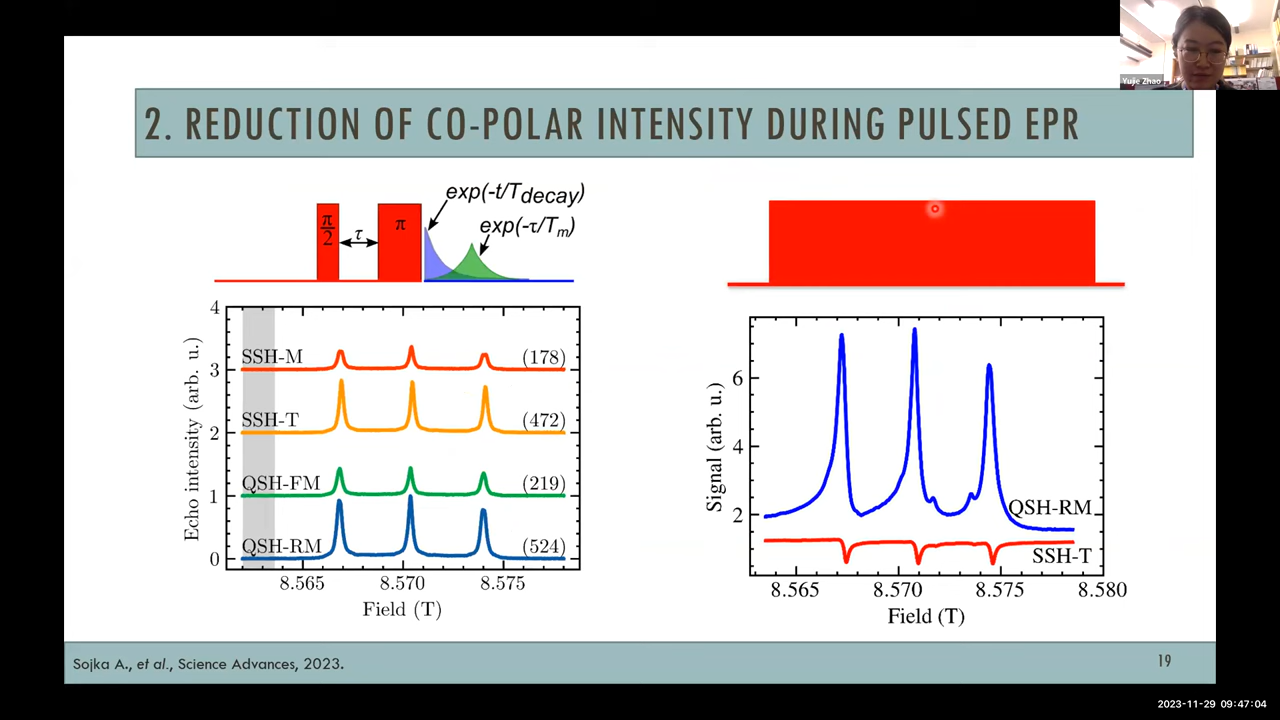 Yujie Zhao
2. REDUCTION OF CO-POLAR INTENSITY DURING PULSED EPR
exp(-t/Tdecay)
exp(-τ/Tm)
π/2
τ
π
Echo intensity (arb. u.)
4
3
2
1
0
SSH-M (178)
SSH-T (472)
QSH-FM (219)
QSH-RM (524)
8.565 8.570 8.575
Field (T)
Signal (arb. u.)
6
4
2
QSH-RM
SSH-T
8.565 8.570 8.575 8.580
Field (T)
Sojka A., et al., Science Advances, 2023.
19
2023-11-29 09:47:04